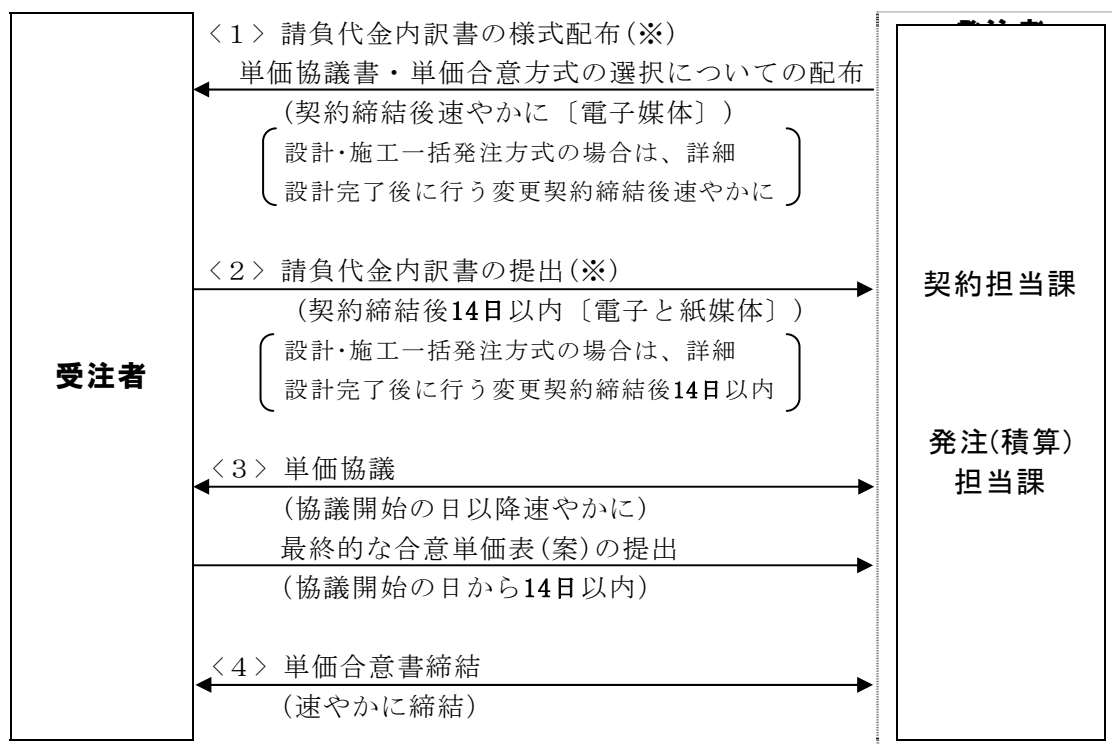 <1> 請負代金内訳書の様式配布(※)
単価協議書・単価合意方式の選択についての配布
(契約締結後速やかに〔電子媒体〕)
設計・施工一括発注方式の場合は、詳細
設計完了後に行う変更契約締結後速やかに
<2> 請負代金内訳書の提出(※)
(契約締結後14日以内〔電子と紙媒体〕)
設計・施工一括発注方式の場合は、詳細
設計完了後に行う変更契約締結後14日以内
受注者
契約担当課
発注(積算)
担当課
<3> 単価協議
(協議開始の日以降速やかに)
最終的な合意単価表(案)の提出
(協議開始の日から14日以内)
<4> 単価合意書締結
(速やかに締結)